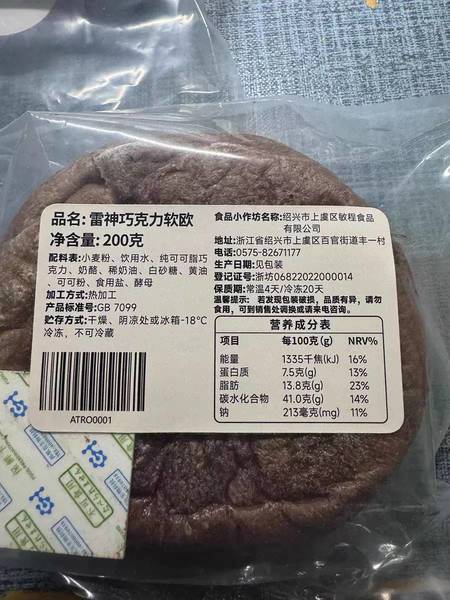 品名: 雷神巧克力软欧
净含量: 200克
配料表:小麦粉、饮用水、纯可可脂巧
克力、奶酪、稀奶油、白砂糖、黄油
、可可粉、食用盐、酵母
加工方式:热加工
产品标准号:GB 7099
贮存方式:干燥、阴凉处或冰箱-18℃
冷冻，不可冷藏
ATRO0001
食品小作坊名称:绍兴市上虞区敏程食品
有限公司
地址:浙江省绍兴市上虞区百官街道丰一村
电话:0575-82671177
生产日期:见包装
登记证号:浙坊06822022000014
保质期:常温4天/冷冻20天
温馨提示: 若发现包装破损，品质有异，请勿
食用，可到销售处调换或请来电咨询。
营养成分表
项目 每100克(g) NRV%
能量 1335千焦(kJ) 16%
蛋白质 7.5克(g) 13%
脂肪 13.8克(g) 23%
碳水化合物 41.0克(g) 14%
钠 213毫克(mg) 11%